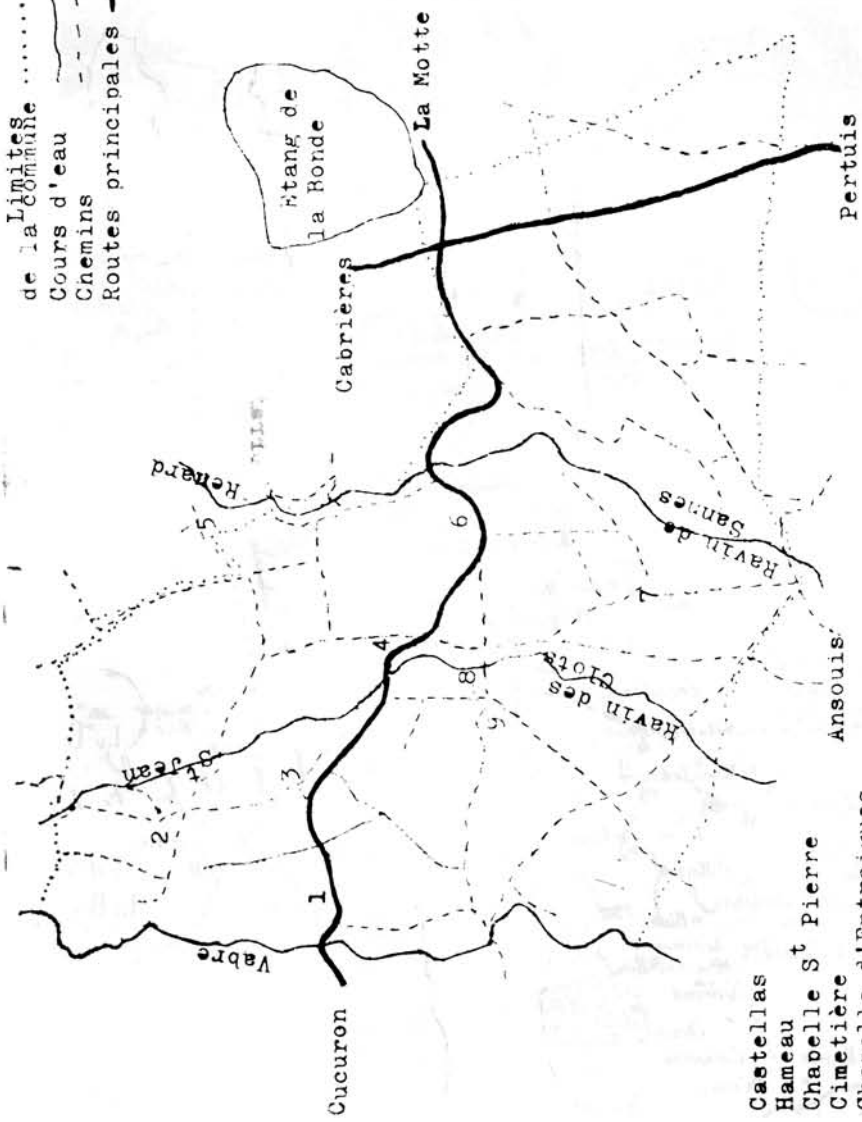 Limites
de la commune ........
Cours d'eau
Chemins
Routes principales
Etang de
la Bonde
La Motte
Cabrières
Pertuis
Renard
5
6
Ravin de
Sannes
7
4
8
9
Ravin des
Clots
Ansouis
St Jean
3
2
1
Vabre
Cucuron
Castellas
Hameau
Chapelle St Pierre
Cimetière